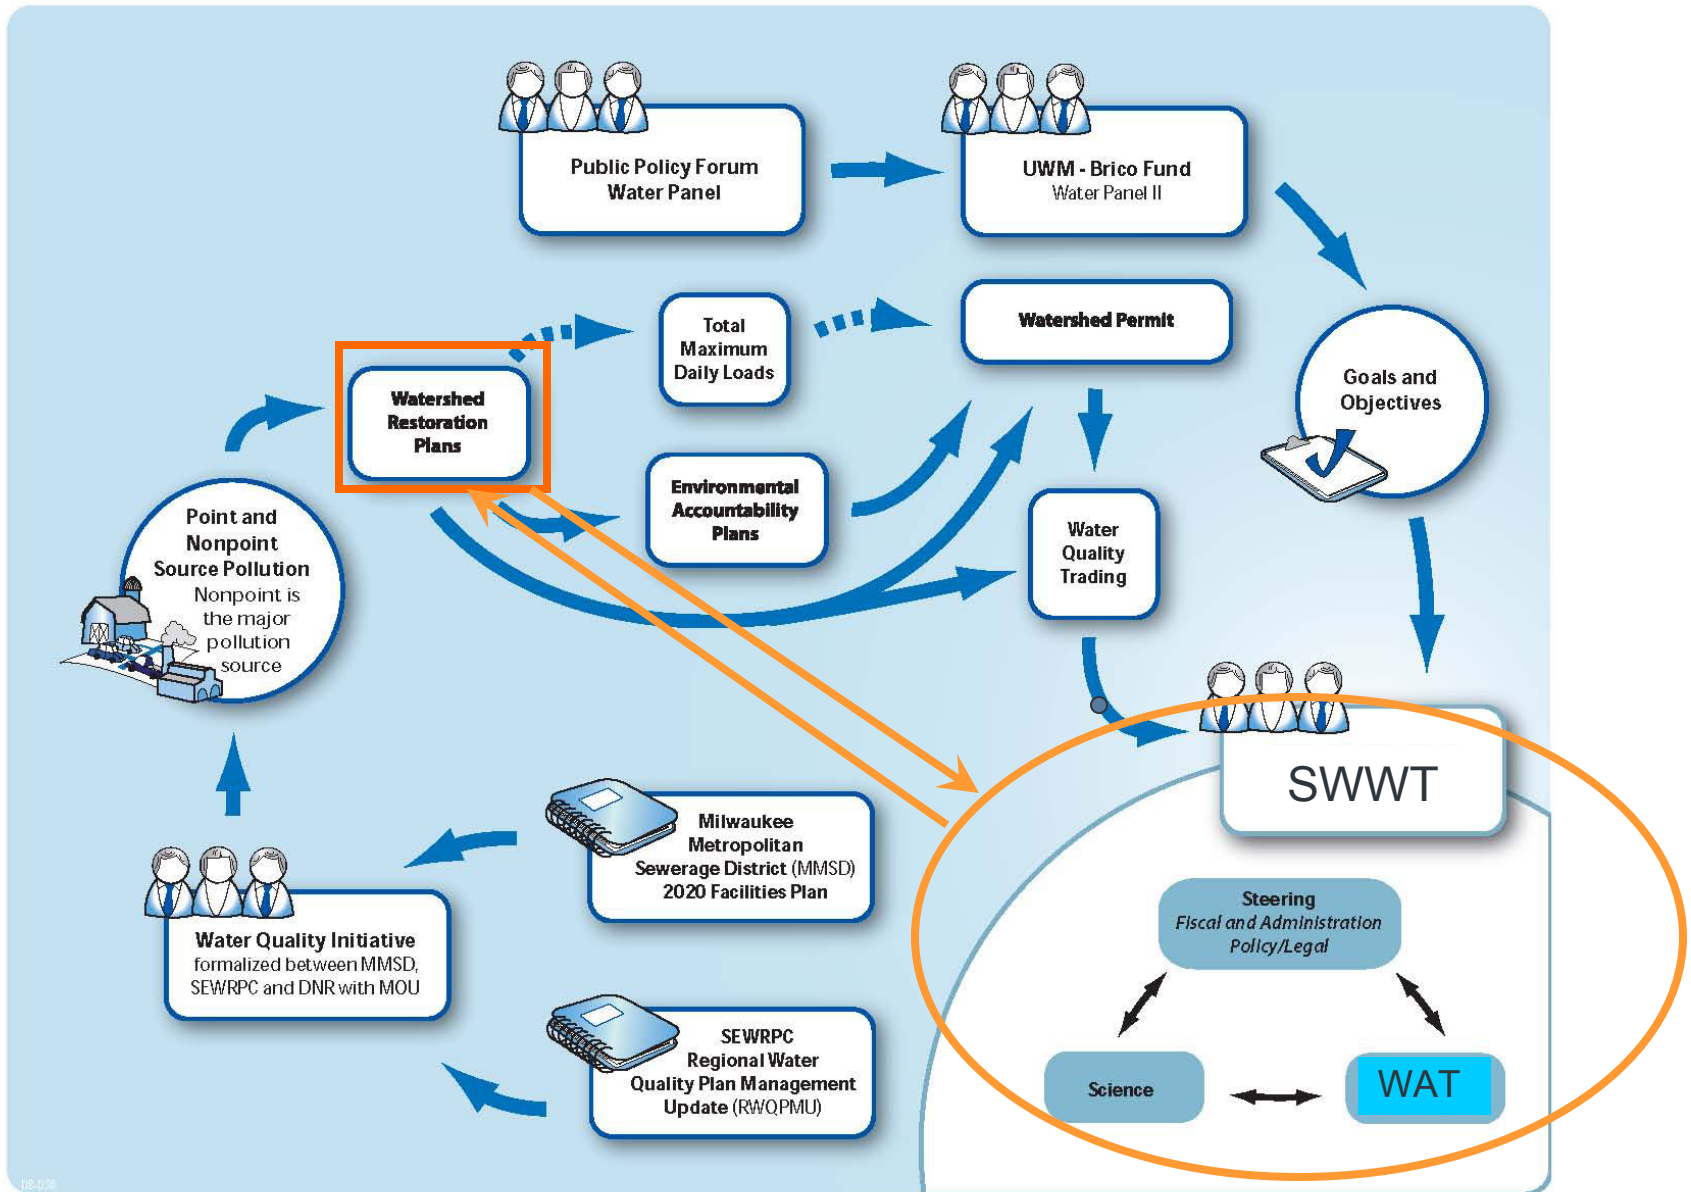 Public Policy Forum
Water Panel
UWM - Brico Fund
Water Panel II
Total
Maximum
Daily Loads
Watershed Permit
Goals and
Objectives
Watershed
Restoration
Plans
Environmental
Accountability
Plans
Water
Quality
Trading
Point and
Nonpoint
Source Pollution
Nonpoint is
the major
pollution
source
SWWT
Milwaukee
Metropolitan
Sewerage District (MMSD)
2020 Facilities Plan
Steering
Fiscal and Administration
Policy/Legal
Water Quality Initiative
formalized between MMSD,
SEWRPC and DNR with MOU
SEWRPC
Regional Water
Quality Plan Management
Update (RWQPMU)
Science
WAT